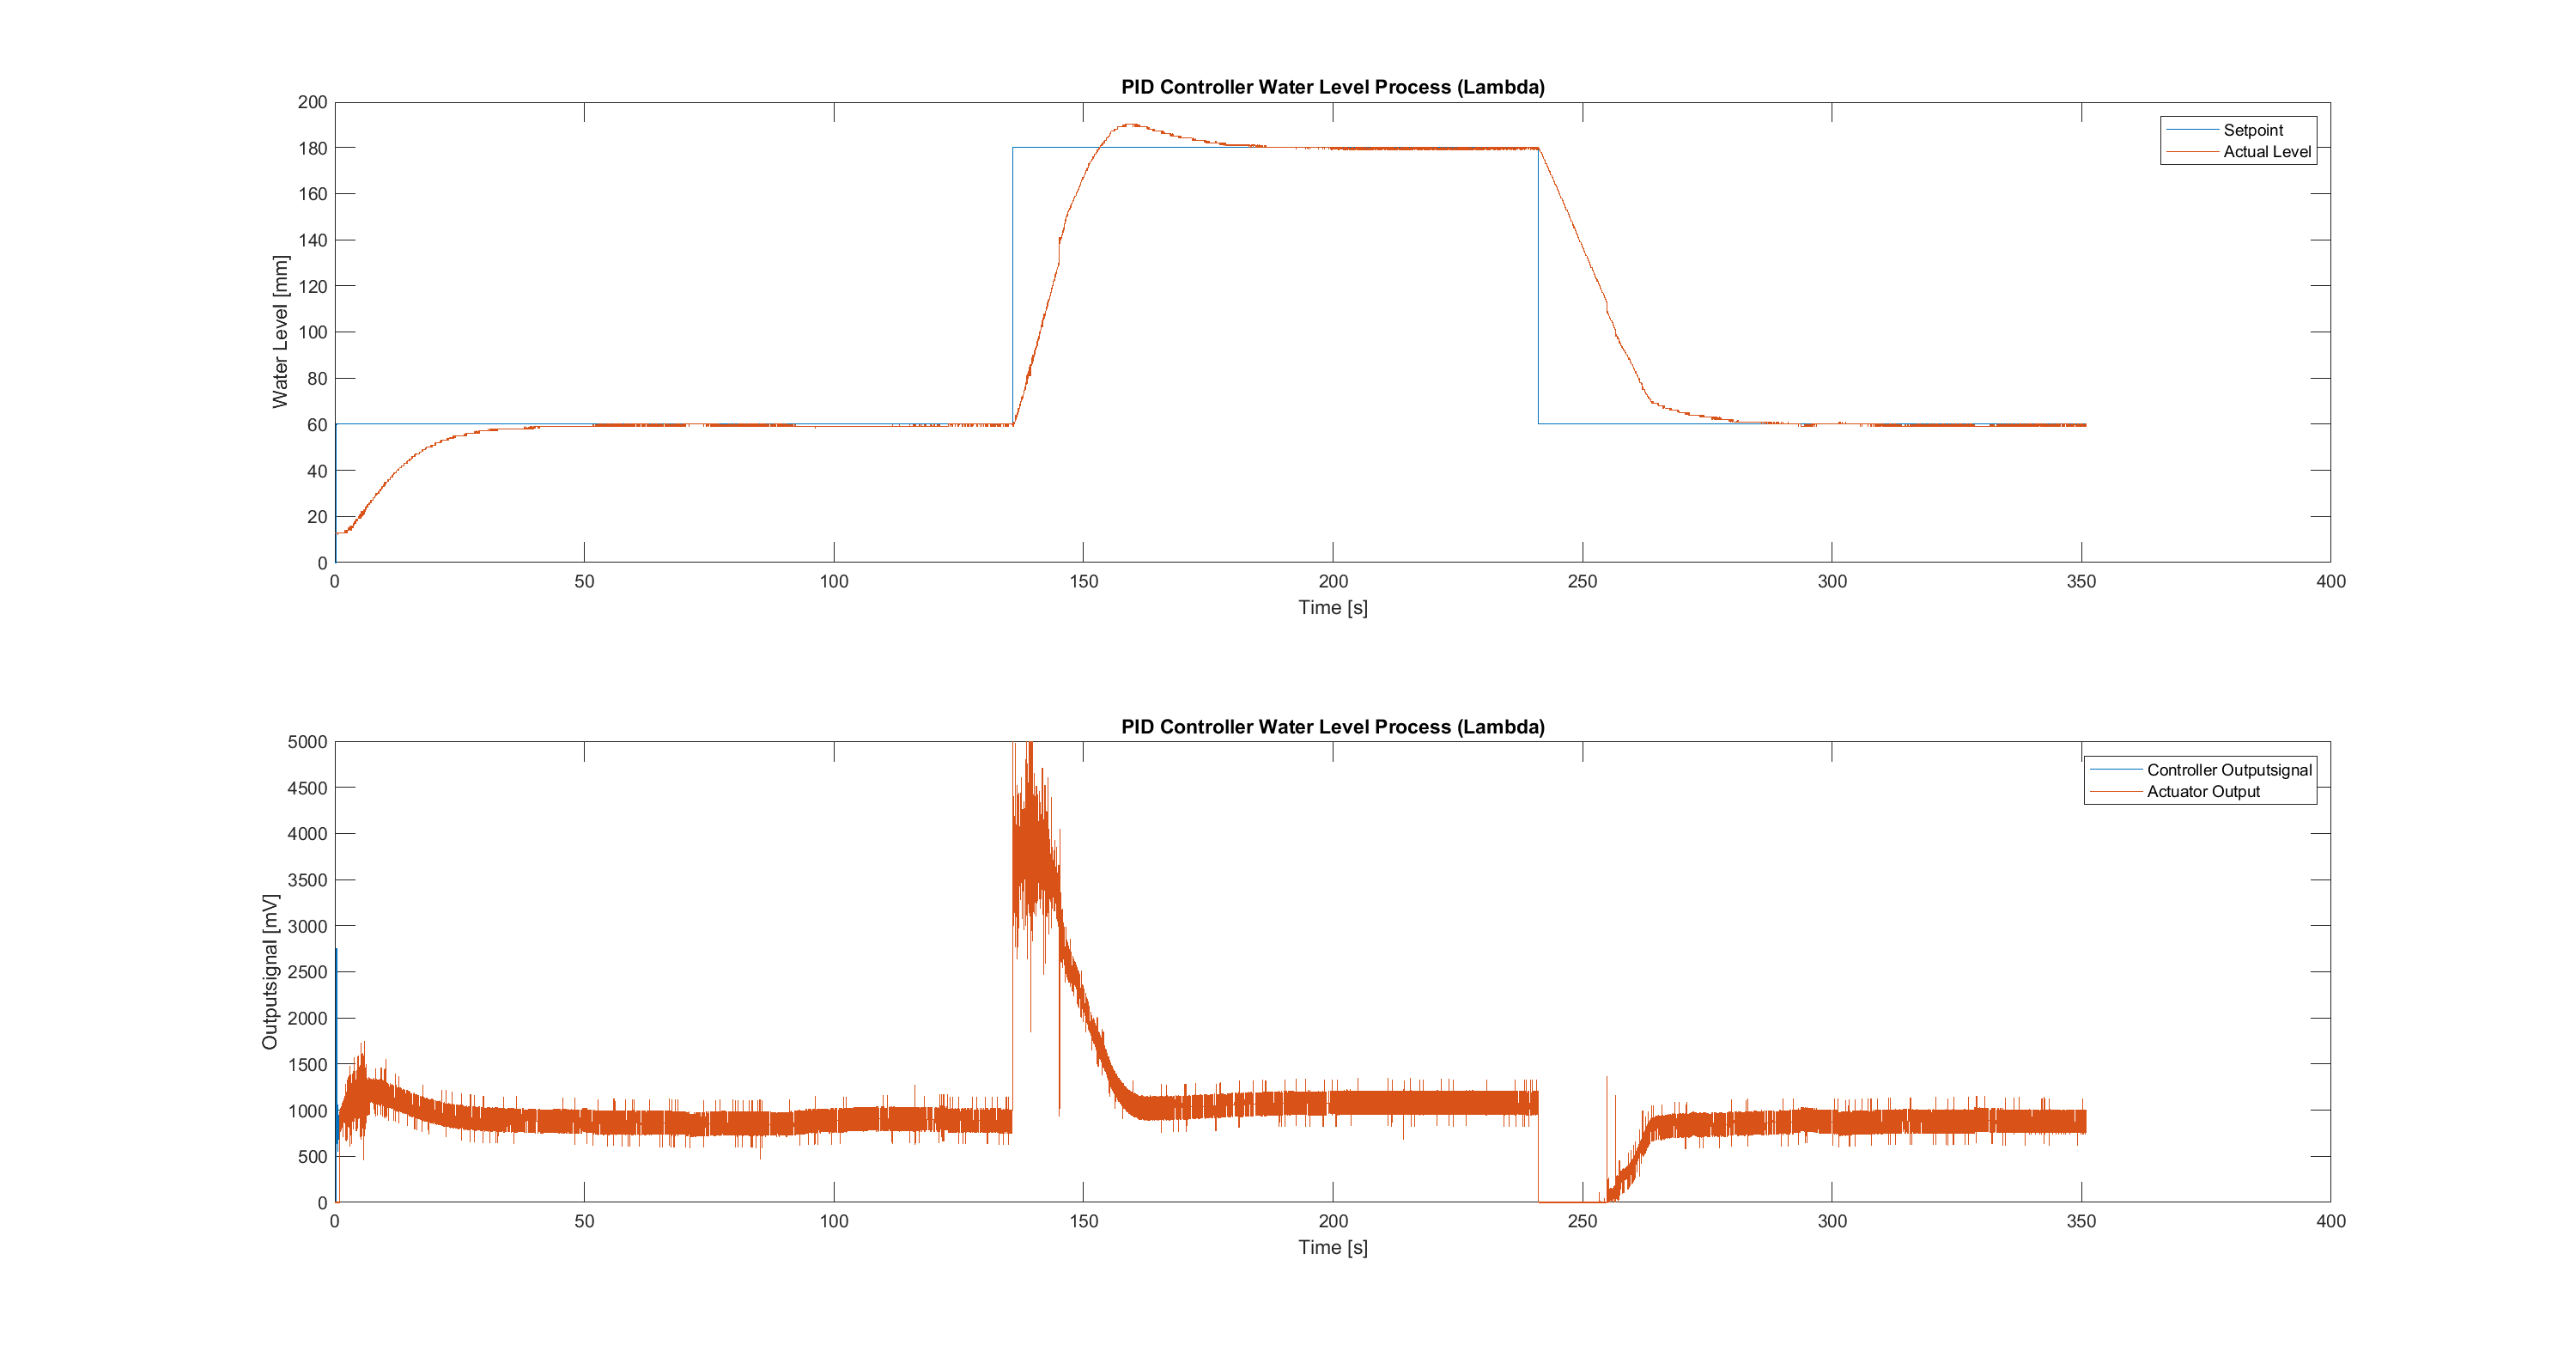 PID Controller Water Level Process (Lambda)
200
180
160
140
120
100
80
60
40
20
0
Water Level [mm]
Setpoint
Actual Level
0 50 100 150 200 250 300 350 400
Time [s]
PID Controller Water Level Process (Lambda)
5000
4500
4000
3500
3000
2500
2000
1500
1000
500
0
Outputsignal [mV]
Controller Outputsignal
Actuator Output
0 50 100 150 200 250 300 350 400
Time [s]